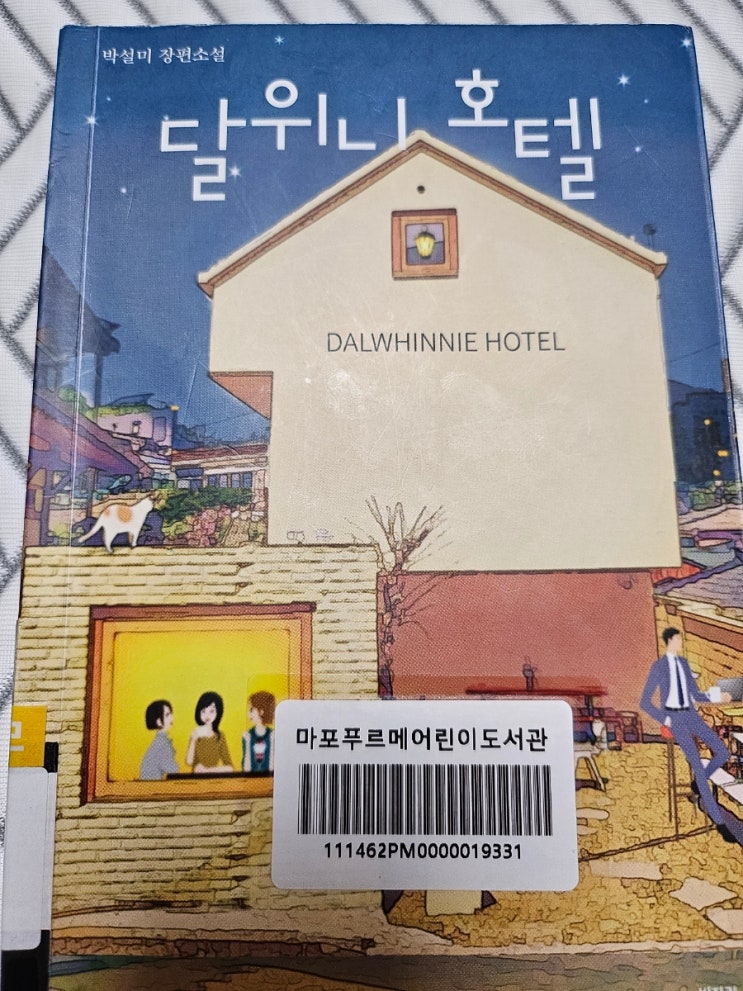 박설미 장편소설
달위니 호텔
DALWHINNIE HOTEL
마포푸르메어린이도서관
111462PM0000019331